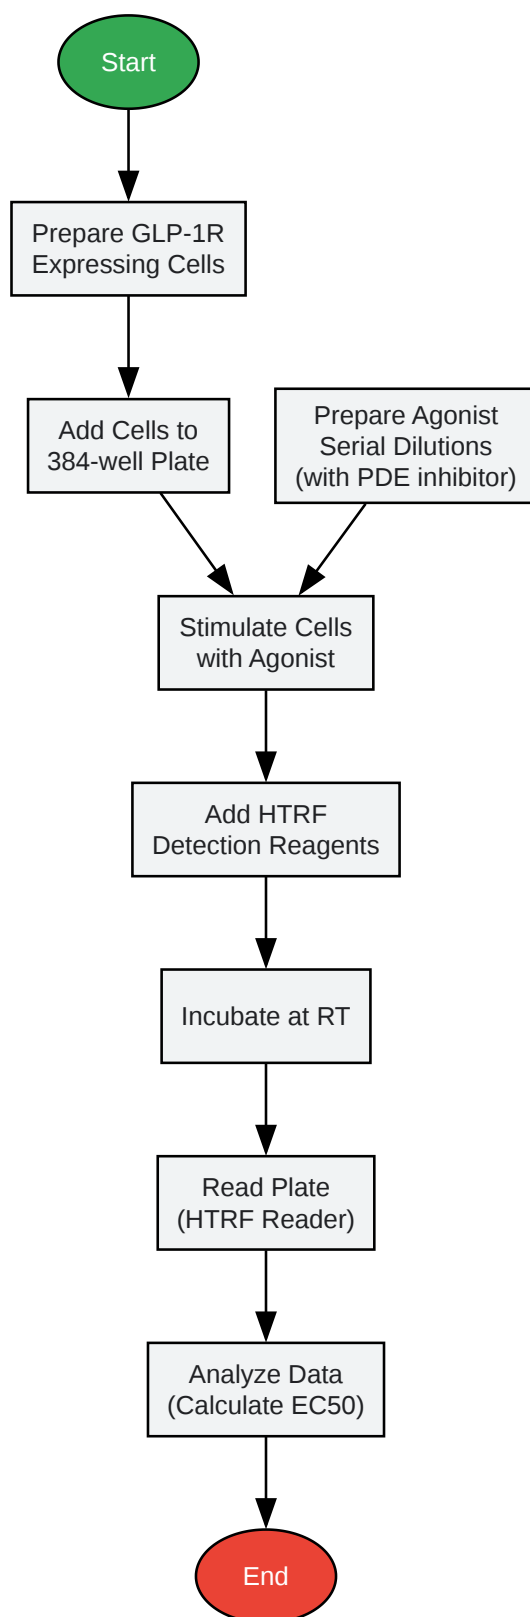 Start
Prepare GLP-1R
Expressing Cells
Add Cells to
384-well Plate
Prepare Agonist
Serial Dilutions
(with PDE inhibitor)
Stimulate Cells
with Agonist
Add HTRF
Detection Reagents
Incubate at RT
Read Plate
(HTRF Reader)
Analyze Data
(Calculate EC50)
End